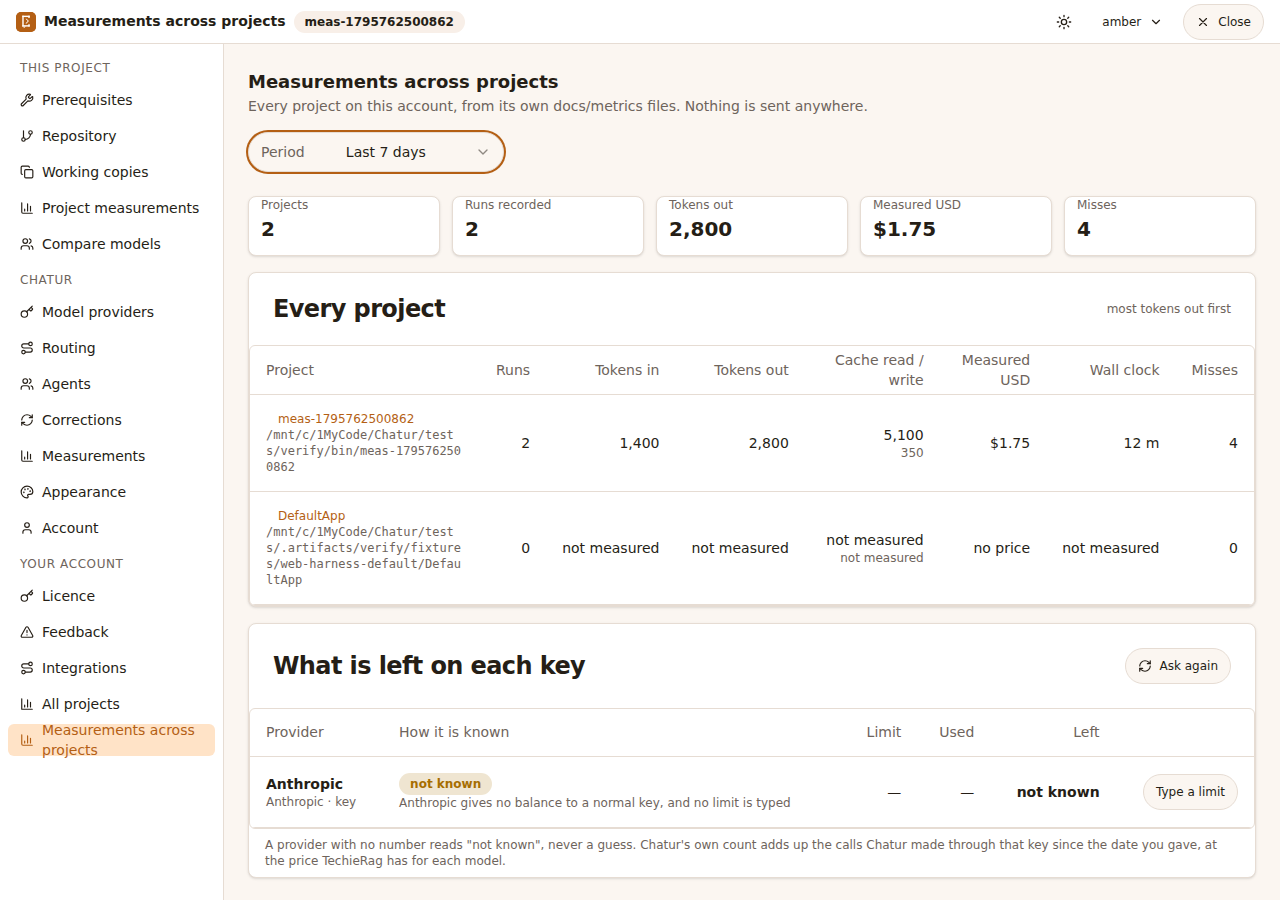 Measurements across projects meas-1795762500862
amber
Close
THIS PROJECT
Prerequisites
Repository
Working copies
Project measurements
Compare models
CHATUR
Model providers
Routing
Agents
Corrections
Measurements
Appearance
Account
YOUR ACCOUNT
Licence
Feedback
Integrations
All projects
Measurements across
projects
Measurements across projects
Every project on this account, from its own docs/metrics files. Nothing is sent anywhere.
Period Last 7 days
Projects
2
Runs recorded
2
Tokens out
2,800
Measured USD
$1.75
Misses
4
Every project
most tokens out first
Project Runs Tokens in Tokens out Cache read / write Measured USD Wall clock Misses
meas-1795762500862
/mnt/c/1MyCode/Chatur/test
s/verify/bin/meas-179576250
0862
2 1,400 2,800 5,100 $1.75 12 m 4
350
DefaultApp
/mnt/c/1MyCode/Chatur/test
s/.artifacts/verify/fixture
s/web-harness-default/Defau
ltApp
0 not measured not measured not measured no price not measured 0
not measured
What is left on each key
Ask again
Provider How it is known Limit Used Left
Anthropic
Anthropic · key
not known
Anthropic gives no balance to a normal key, and no limit is typed
— — not known Type a limit
A provider with no number reads "not known", never a guess. Chatur's own count adds up the calls Chatur made through that key since the date you gave, at
the price TechieRag has for each model.